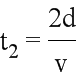 t₂ = 2d/v